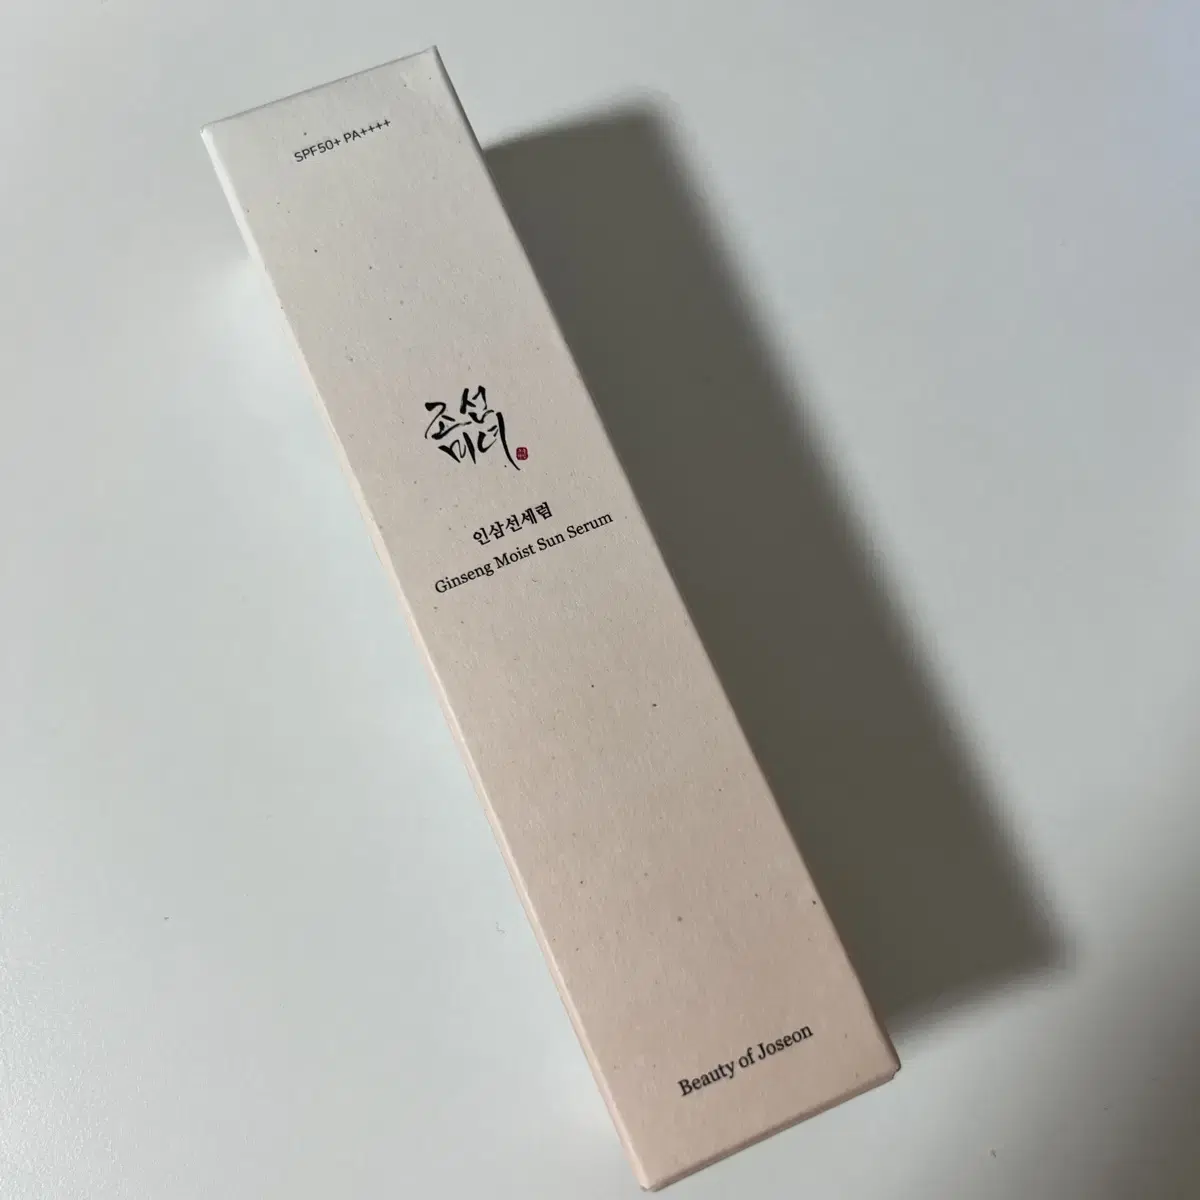 SPF50+ PA++++
조선
미녀
인삼선세럼
Ginseng Moist Sun Serum
Beauty of Joseon